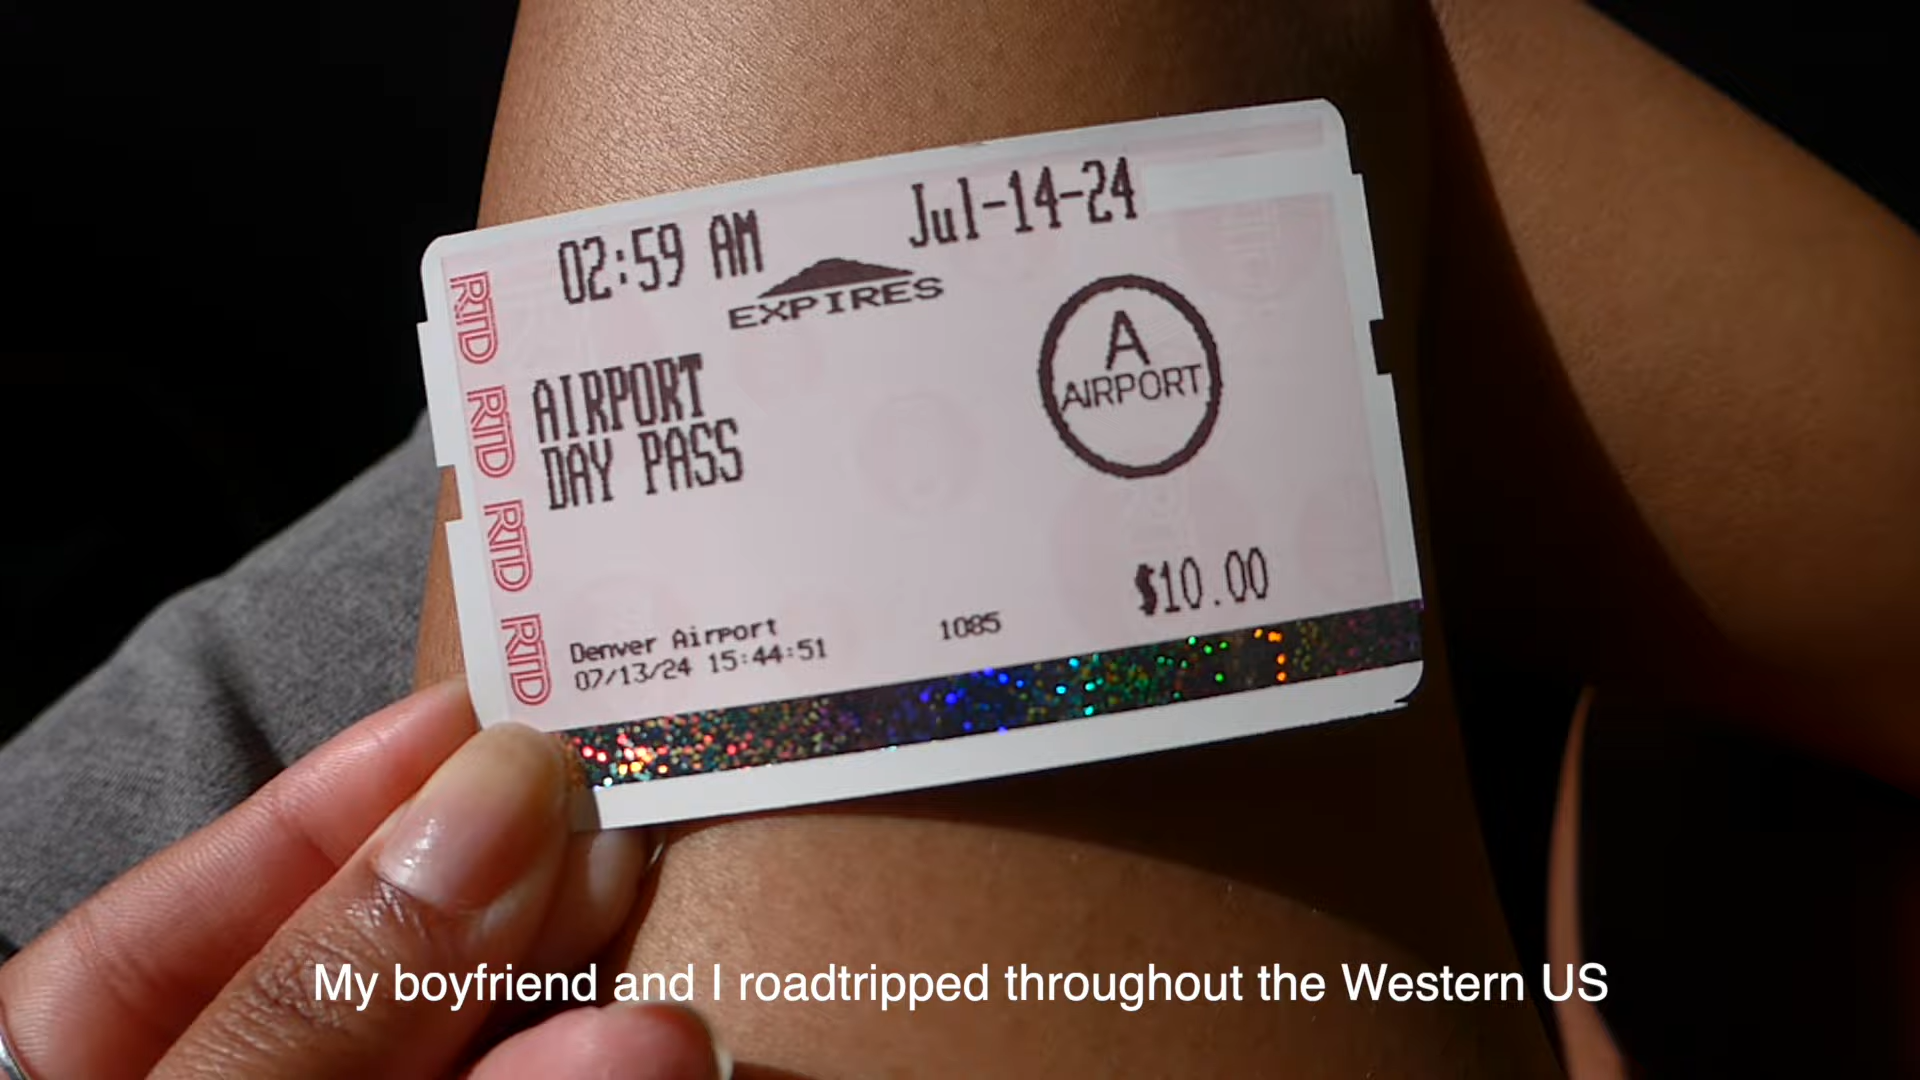 02:59 AM Jul-14-24
EXPIRES
RTD RTD RTD RTD
AIRPORT
DAY PASS
A
AIRPORT
$10.00
Denver Airport
07/13/24 15:44:51
1085
My boyfriend and I roadtripped throughout the Western US